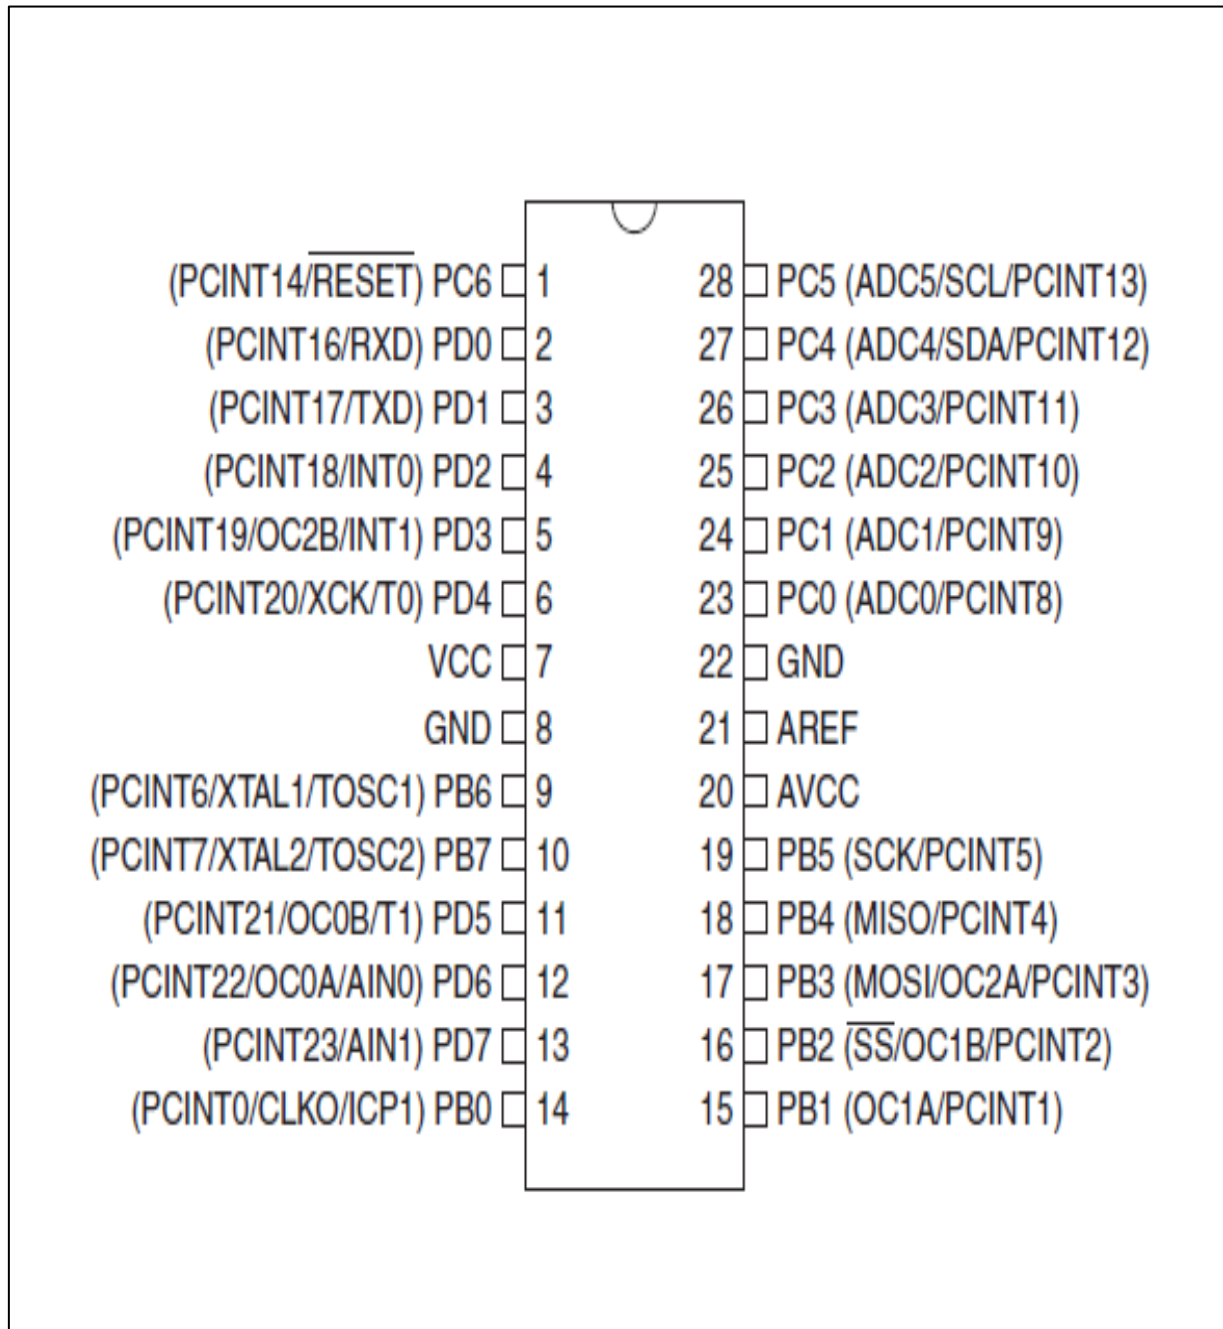 (PCINT14/RESET) PC6 1 28 PC5 (ADC5/SCL/PCINT13)
(PCINT16/RXD) PD0 2 27 PC4 (ADC4/SDA/PCINT12)
(PCINT17/TXD) PD1 3 26 PC3 (ADC3/PCINT11)
(PCINT18/INT0) PD2 4 25 PC2 (ADC2/PCINT10)
(PCINT19/OC2B/INT1) PD3 5 24 PC1 (ADC1/PCINT9)
(PCINT20/XCK/T0) PD4 6 23 PC0 (ADC0/PCINT8)
VCC 7 22 GND
GND 8 21 AREF
(PCINT6/XTAL1/TOSC1) PB6 9 20 AVCC
(PCINT7/XTAL2/TOSC2) PB7 10 19 PB5 (SCK/PCINT5)
(PCINT21/OC0B/T1) PD5 11 18 PB4 (MISO/PCINT4)
(PCINT22/OC0A/AIN0) PD6 12 17 PB3 (MOSI/OC2A/PCINT3)
(PCINT23/AIN1) PD7 13 16 PB2 (SS/OC1B/PCINT2)
(PCINT0/CLKO/ICP1) PB0 14 15 PB1 (OC1A/PCINT1)